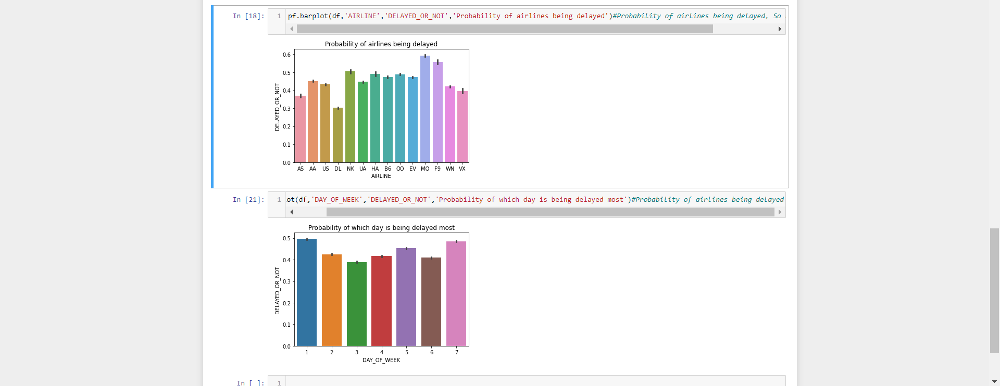 In [18]:
1
pf.barplot(df,'AIRLINE','DELAYED_OR_NOT','Probability of airlines being delayed')#Probability of airlines being delayed, So
Probability of airlines being delayed
0.6
0.5
0.4
0.3
0.2
0.1
0.0
DELAYED_OR_NOT
AS AA US DL NK UA HA B6 OO EV MQ F9 WN VX
AIRLINE
In [21]:
1
ot(df,'DAY_OF_WEEK','DELAYED_OR_NOT','Probability of which day is being delayed most')#Probability of airlines being delayed
Probability of which day is being delayed most
0.5
0.4
0.3
0.2
0.1
0.0
DELAYED_OR_NOT
1 2 3 4 5 6 7
DAY_OF_WEEK
In [ ]:
1